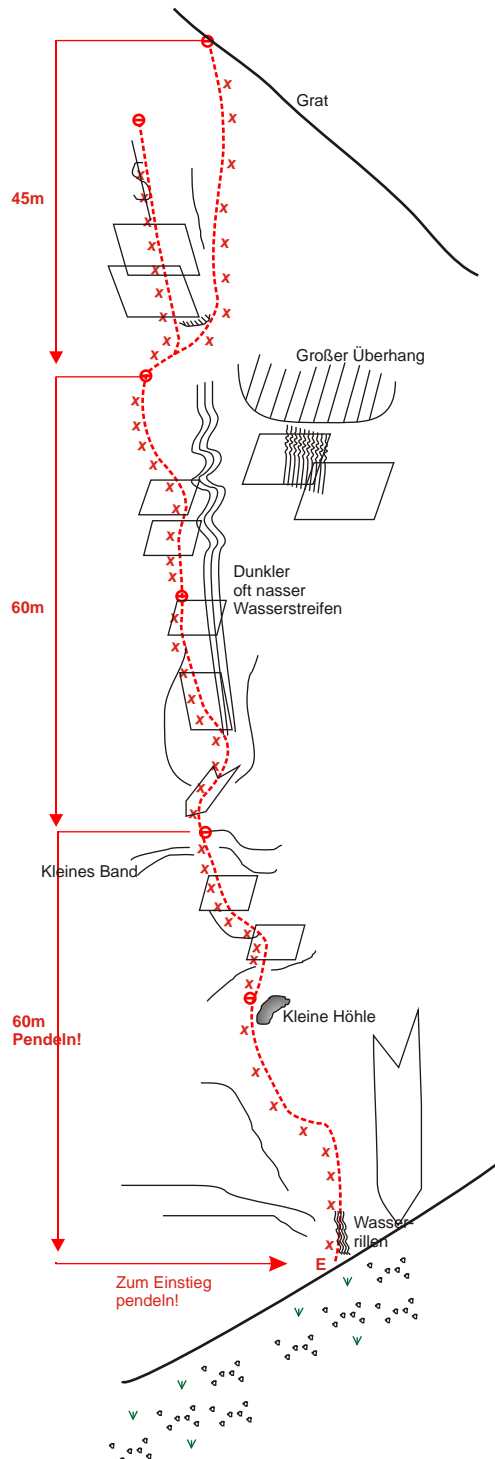 Grat
45m
Großer Überhang
Dunkler
oft nasser
Wasserstreifen
60m
Kleines Band
Kleine Höhle
60m
Pendeln!
Wasser-
rillen
E
Zum Einstieg
pendeln!